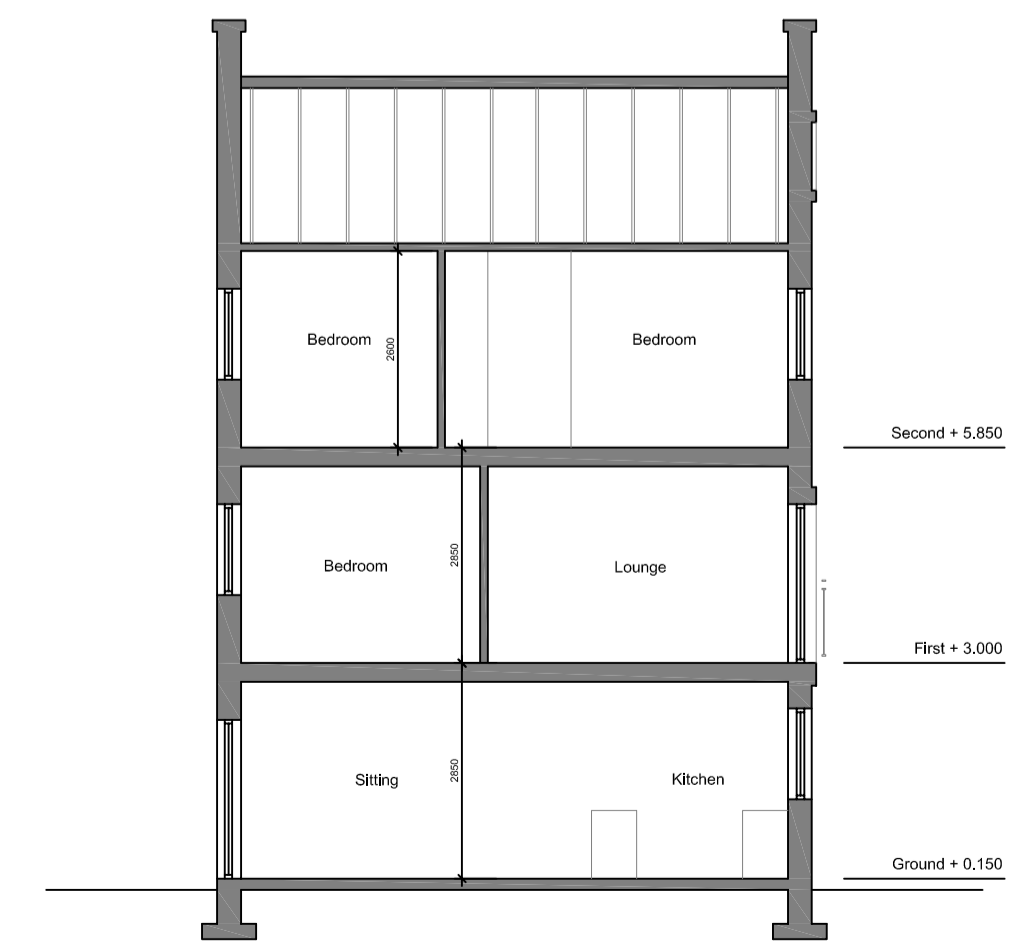 Bedroom
2600
Bedroom
Second + 5.850
Bedroom
2850
Lounge
First + 3.000
Sitting
2850
Kitchen
Ground + 0.150